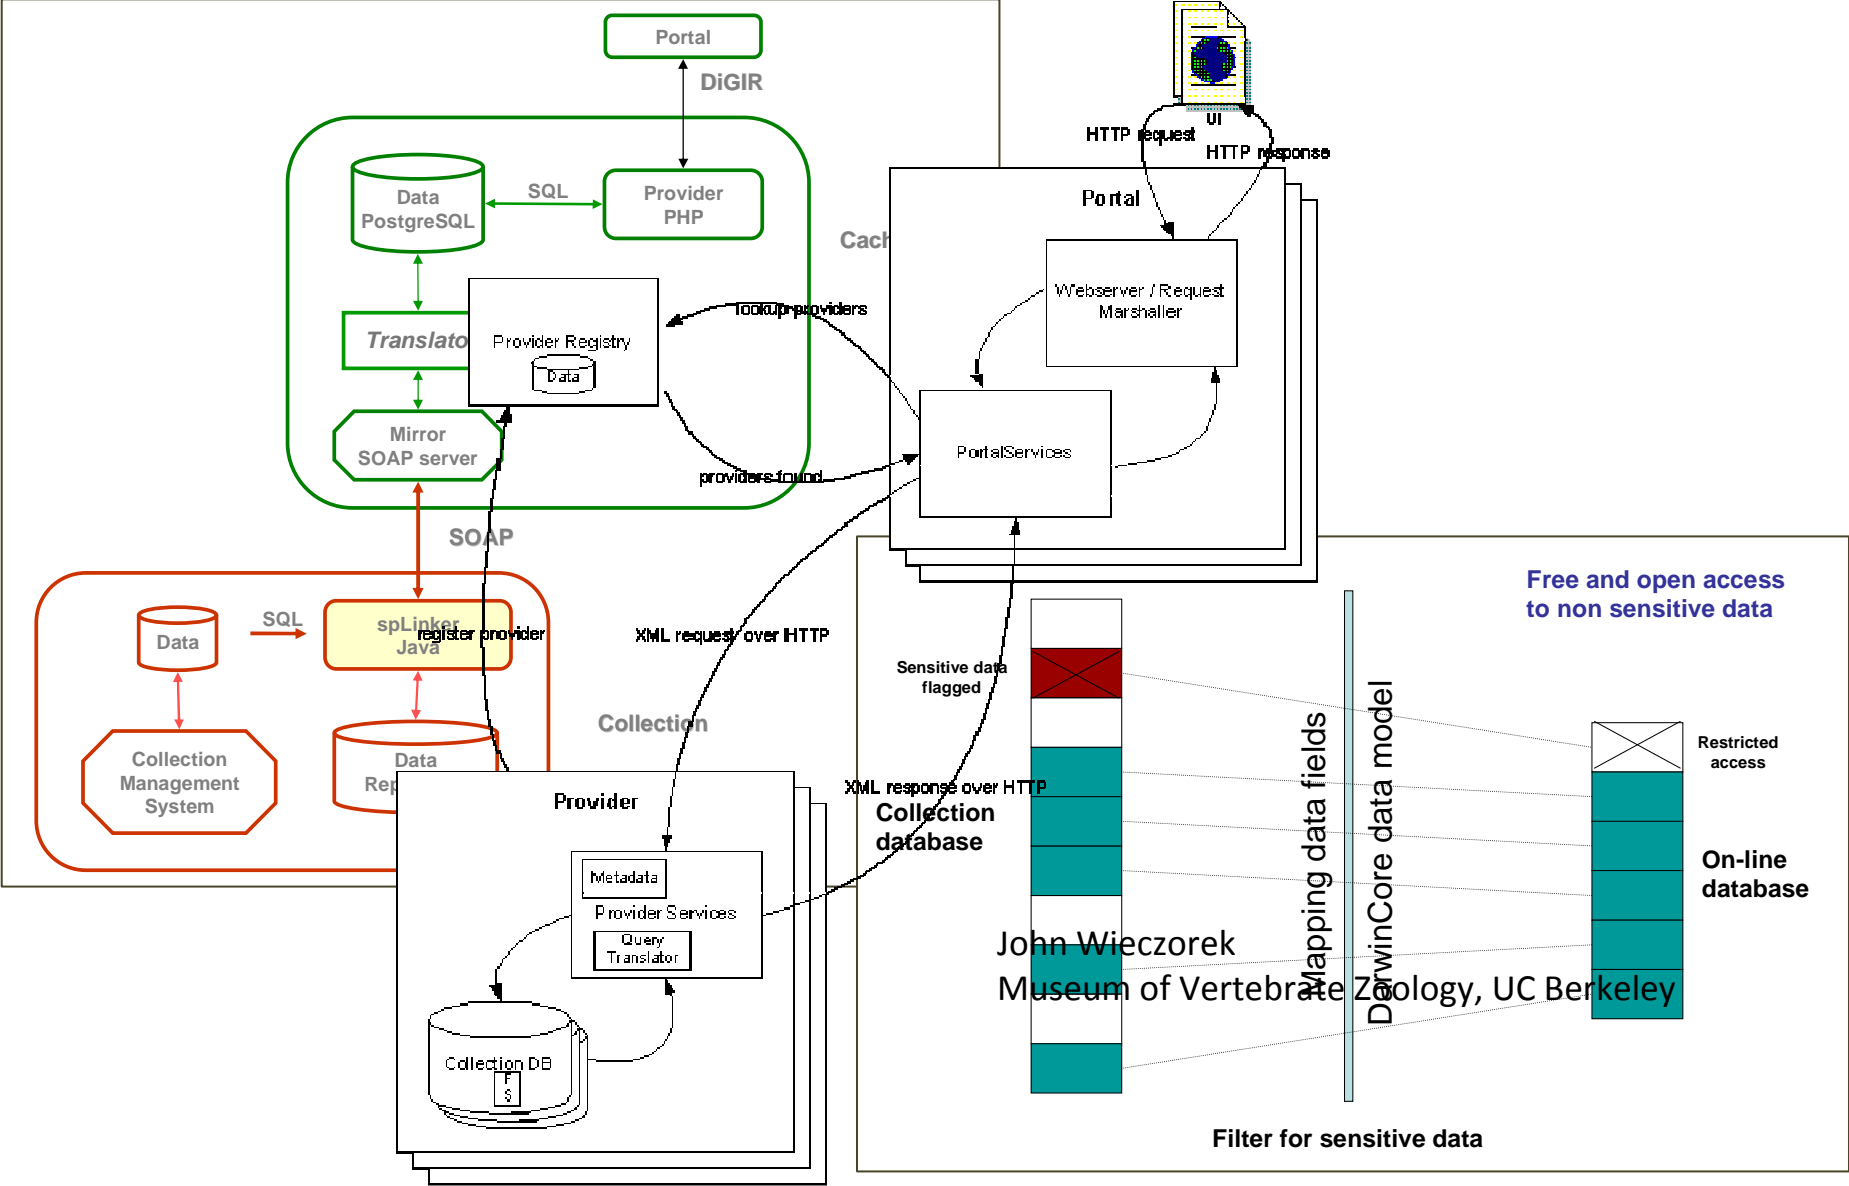 Portal
DiGIR
UI
HTTP request
HTTP response
Data
PostgreSQL
SQL
Provider
PHP
Portal
Webserver / Request
Marshaller
lookup providers
Provider Registry
Data
Mirror
SOAP server
PortalServices
providers found
SOAP
Data
SQL
spLinker
Java
register provider
XML request over HTTP
Collection
Collection
Management
System
Data
Provider
Metadata
Provider Services
Query
Translator
Collection DB
F
S
XML response over HTTP
Free and open access
to non sensitive data
Sensitive data
flagged
Collection
database
Mapping data fields
DarwinCore data model
Restricted
access
On-line
database
John Wieczorek
Museum of Vertebrate Zoology, UC Berkeley
Filter for sensitive data